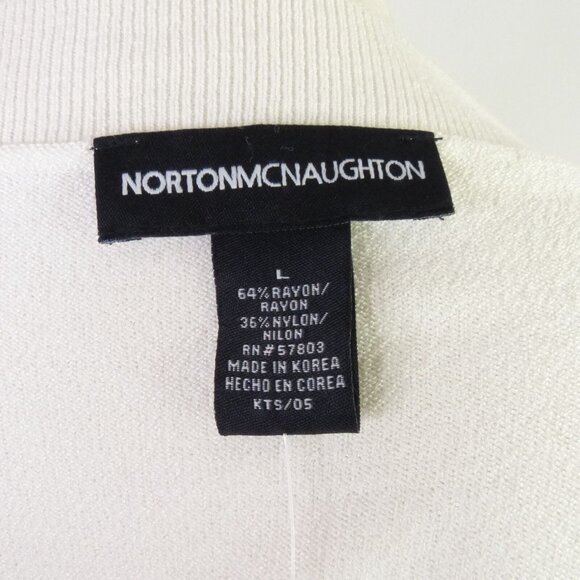 NORTONMCNAUGHTON
L
64% RAYON/
RAYON
36% NYLON/
NILON
RN#57803
MADE IN KOREA
HECHO EN COREA
KTS/05